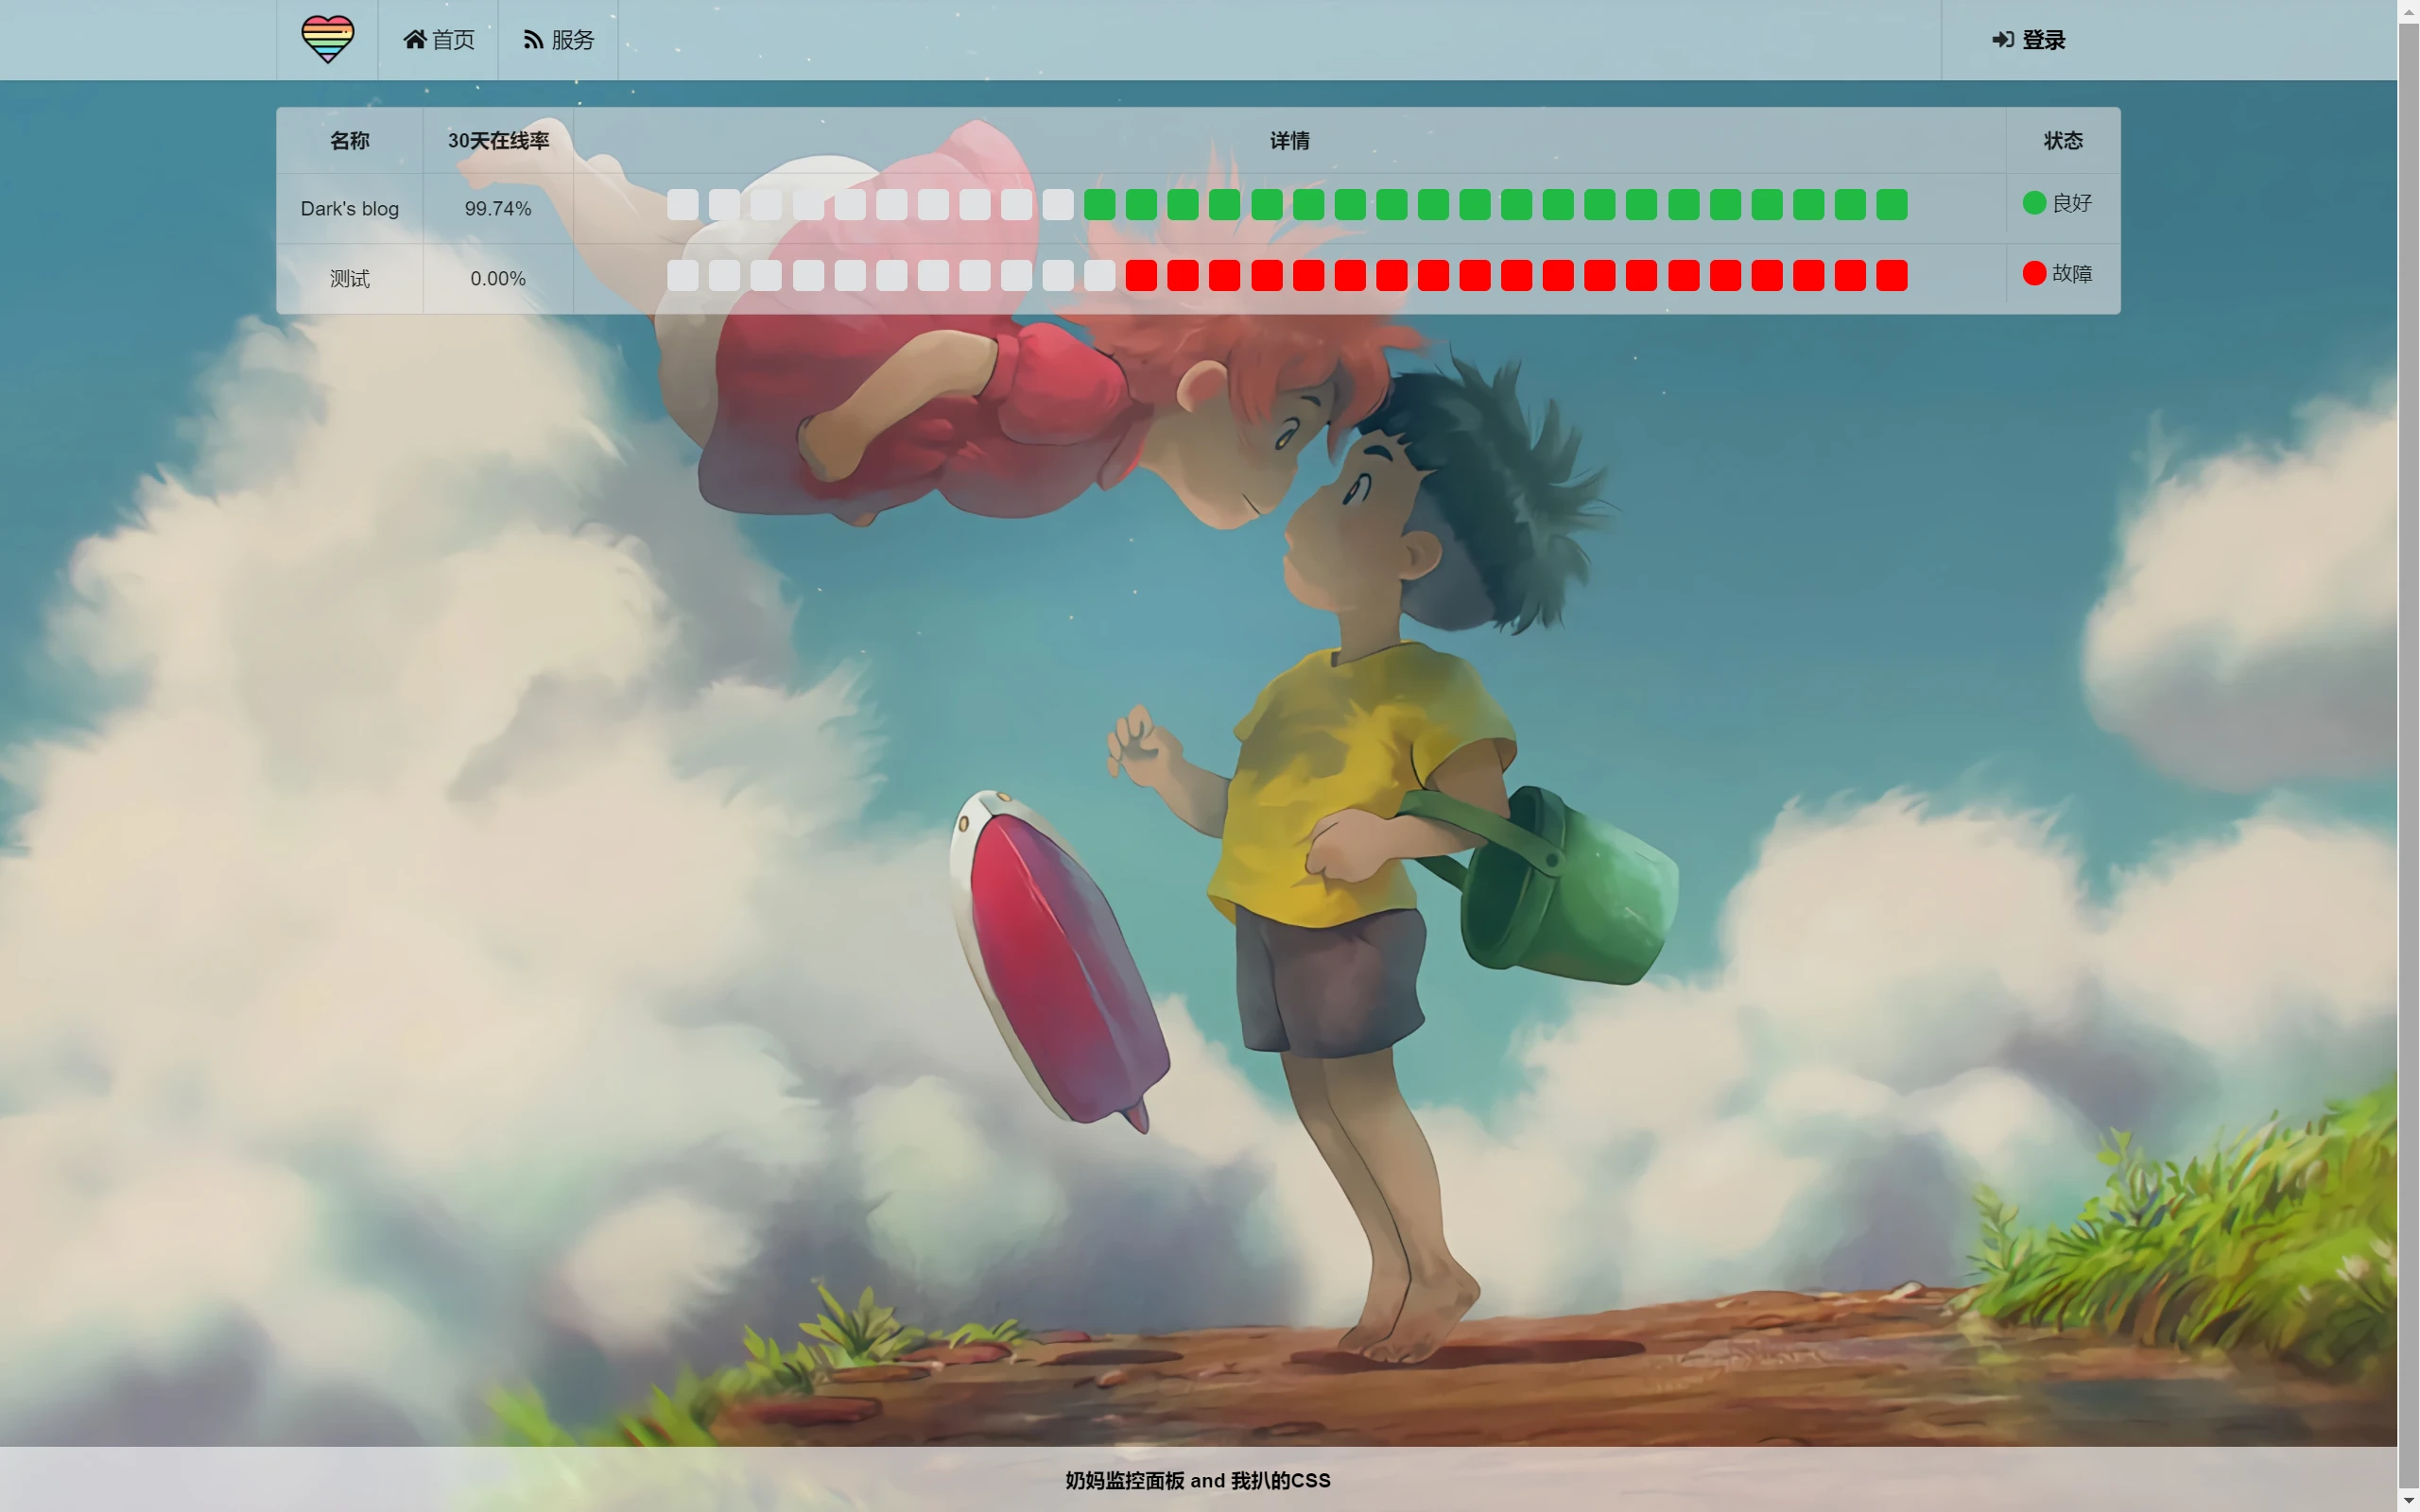 首页 服务 登录
名称 30天在线率 详情 状态
Dark's blog 99.74% 良好
测试 0.00% 故障
奶妈监控面板 and 我扒的CSS